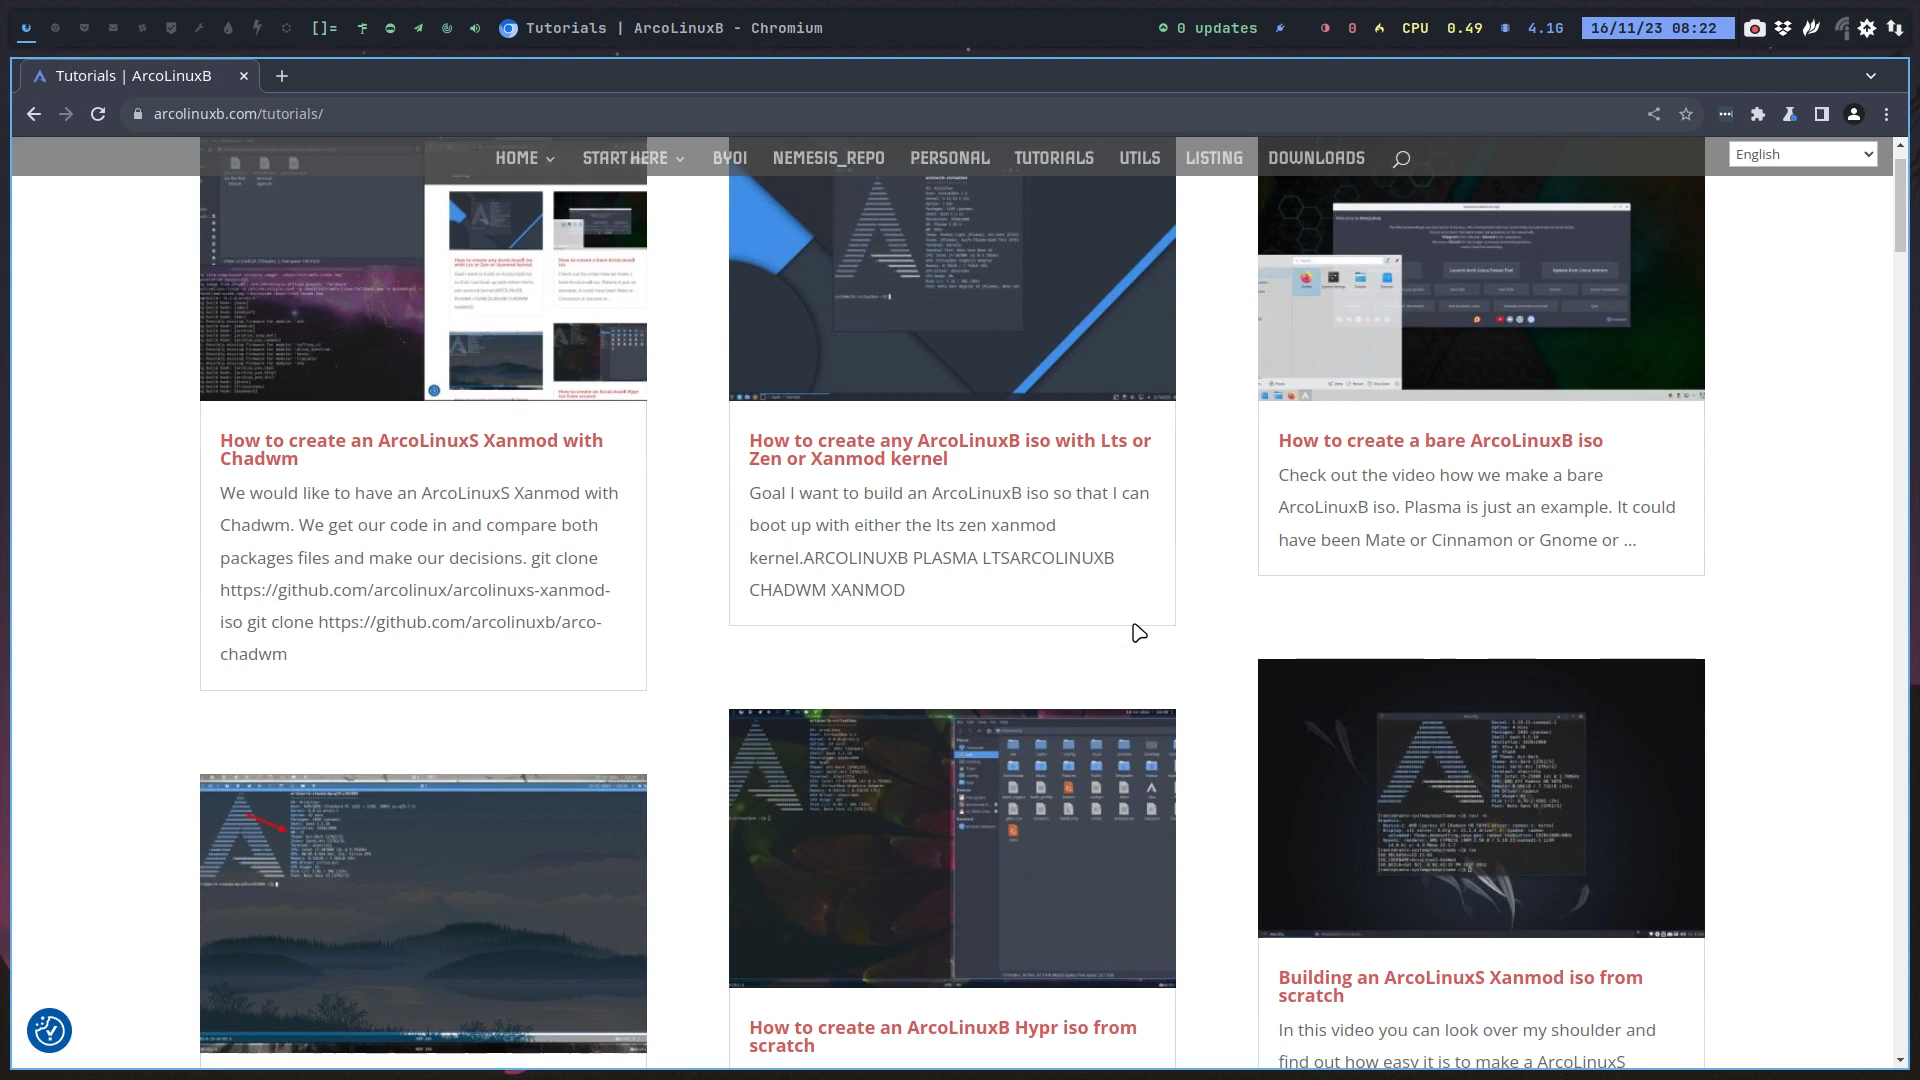 []=
Tutorials | ArcoLinuxB - Chromium
0 updates
0
CPU 0.49
4.1G
16/11/23 08:22
Tutorials | ArcoLinuxB
arcolinuxb.com/tutorials/
HOME
START HERE
BYOI
NEMESIS_REPO
PERSONAL
TUTORIALS
UTILS
LISTING
DOWNLOADS
English
How to create an ArcoLinuxS Xanmod with
Chadwm
We would like to have an ArcoLinuxS Xanmod with
Chadwm. We get our code in and compare both
packages files and make our decisions. git clone
https://github.com/arcolinux/arcolinuxs-xanmod-
iso git clone https://github.com/arcolinuxb/arco-
chadwm
How to create any ArcoLinuxB iso with Lts or
Zen or Xanmod kernel
Goal I want to build an ArcoLinuxB iso so that I can
boot up with either the lts zen xanmod
kernel.ARCOLINUXB PLASMA LTSARCOLINUXB
CHADWM XANMOD
How to create a bare ArcoLinuxB iso
Check out the video how we make a bare
ArcoLinuxB iso. Plasma is just an example. It could
have been Mate or Cinnamon or Gnome or ...
How to create an ArcoLinuxB Hypr iso from
scratch
Building an ArcoLinuxS Xanmod iso from
scratch
In this video you can look over my shoulder and
find out how easy it is to make a ArcoLinuxS